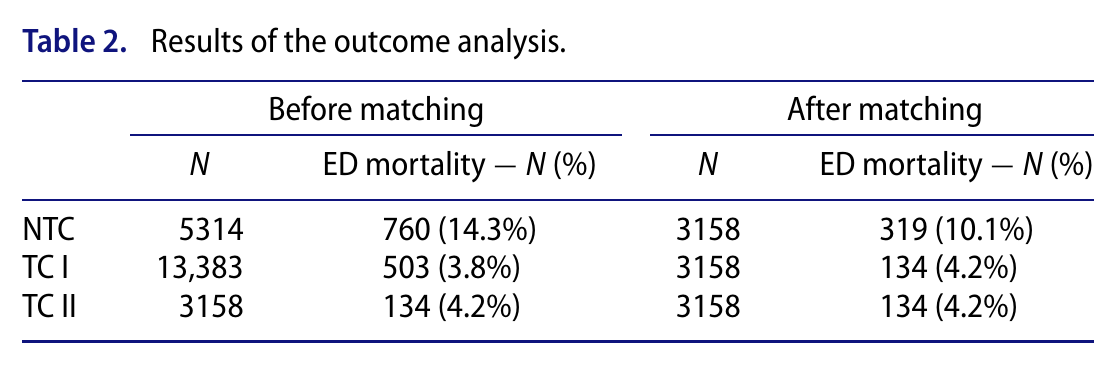 Table 2. Results of the outcome analysis.
Before matching After matching
N ED mortality — N (%) N ED mortality — N (%)
NTC 5314 760 (14.3%) 3158 319 (10.1%)
TC I 13,383 503 (3.8%) 3158 134 (4.2%)
TC II 3158 134 (4.2%) 3158 134 (4.2%)